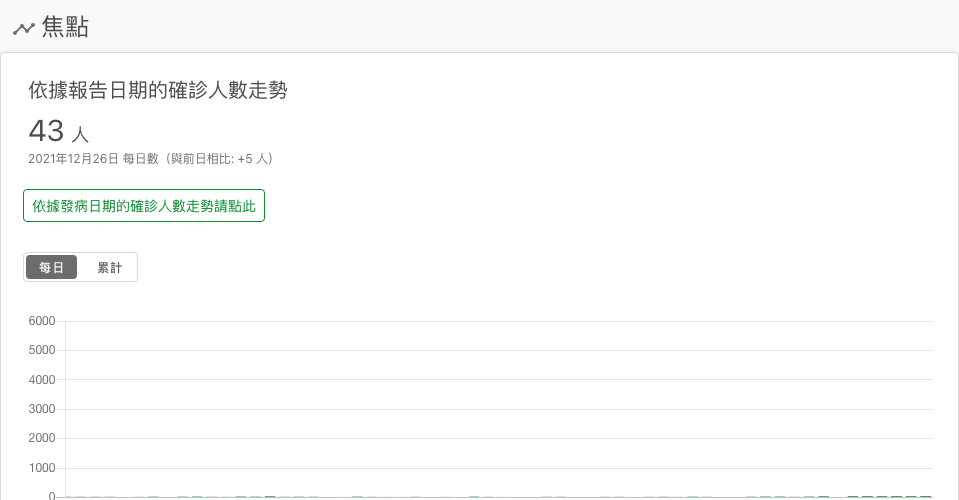 焦點
依據報告日期的確診人數走勢
43 人
2021年12月26日 每日數（與前日相比: +5 人）
依據發病日期的確診人數走勢請點此
每日 累計
6000
5000
4000
3000
2000
1000
0